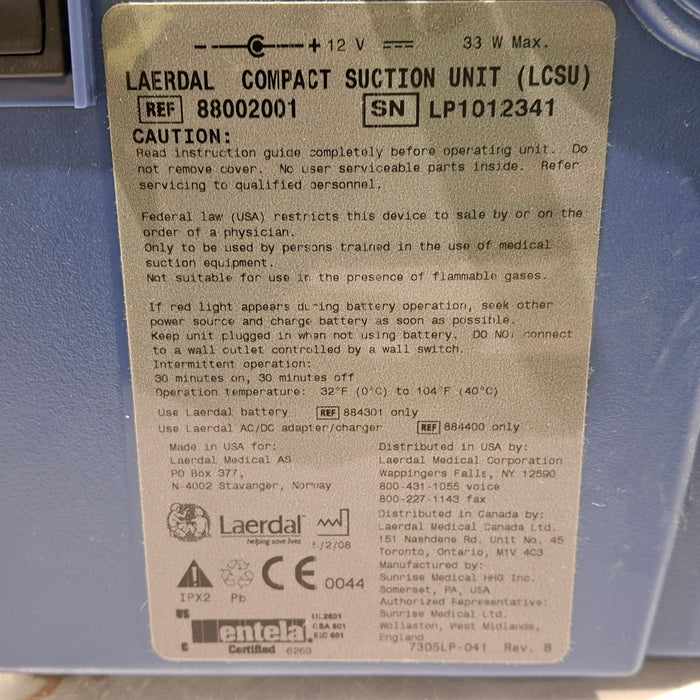 + 12 V 33 W Max.
LAERDAL COMPACT SUCTION UNIT (LCSU)
REF 88002001 SN LP1012341
CAUTION:
Read instruction guide completely before operating unit. Do
not remove cover. No user serviceable parts inside. Refer
servicing to qualified personnel.
Federal law (USA) restricts this device to sale by or on the
order of a physician.
Only to be used by persons trained in the use of medical
suction equipment.
Not suitable for use in the presence of flammable gases.
If red light appears during battery operation, seek other
power source and charge battery as soon as possible.
Keep unit plugged in when not using battery. DO NOT connect
to a wall outlet controlled by a wall switch.
Intermittent operation:
30 minutes on, 30 minutes off
Operation temperature: 32°F (0°C) to 104°F (40°C)
Use Laerdal battery REF 884301 only
Use Laerdal AC/DC adapter/charger REF 884400 only
Made in USA for:
Laerdal Medical AS
PO Box 377,
N-4002 Stavanger, Norway
Laerdal
helping save lives
/2/08
CE 0044
IPX2 Pb
US
entela
C
Certified 6263
UL2601
CSA 601
IEC 601
Distributed in USA by:
Laerdal Medical Corporation
Wappingers Falls, NY 12590
800-431-1055 voice
800-227-1143 fax
Distributed in Canada by:
Laerdal Medical Canada Ltd.
151 Nashdene Rd. Unit No. 45
Toronto, Ontario, M1V 4C3
Manufactured by:
Sunrise Medical HHG Inc.
Somerset, PA, USA
Authorized Representative:
Sunrise Medical Ltd.
Wollaston, West Midlands,
England
7305LP-041 Rev. B